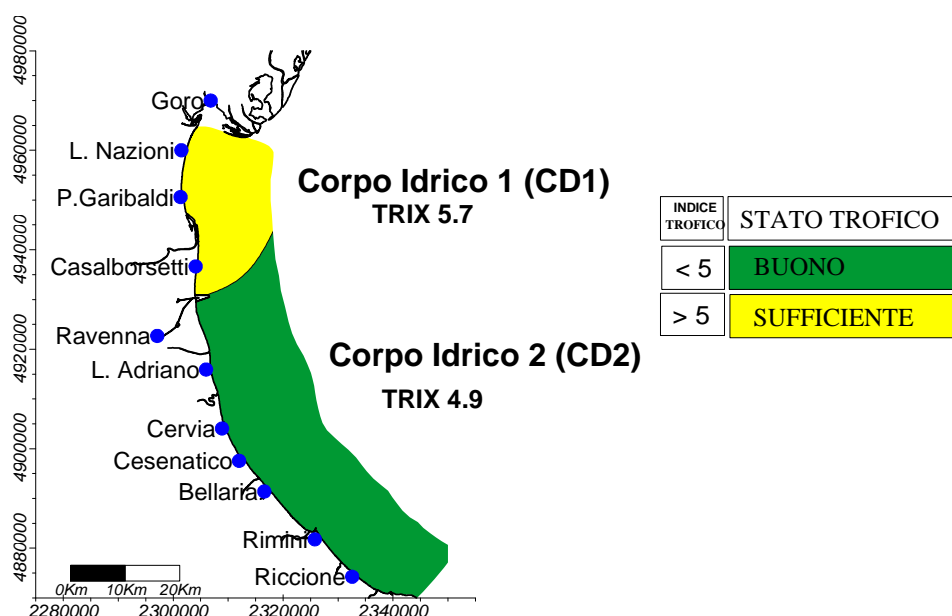 4980000
4960000
4940000
4920000
4900000
4880000
Goro
L. Nazioni
P.Garibaldi
Casalborsetti
Ravenna
L. Adriano
Cervia
Cesenatico
Bellaria
Rimini
Riccione
Corpo Idrico 1 (CD1)
TRIX 5.7
Corpo Idrico 2 (CD2)
TRIX 4.9
INDICE TROFICO
STATO TROFICO
< 5
BUONO
> 5
SUFFICIENTE
0Km 10Km 20Km
2280000 2300000 2320000 2340000